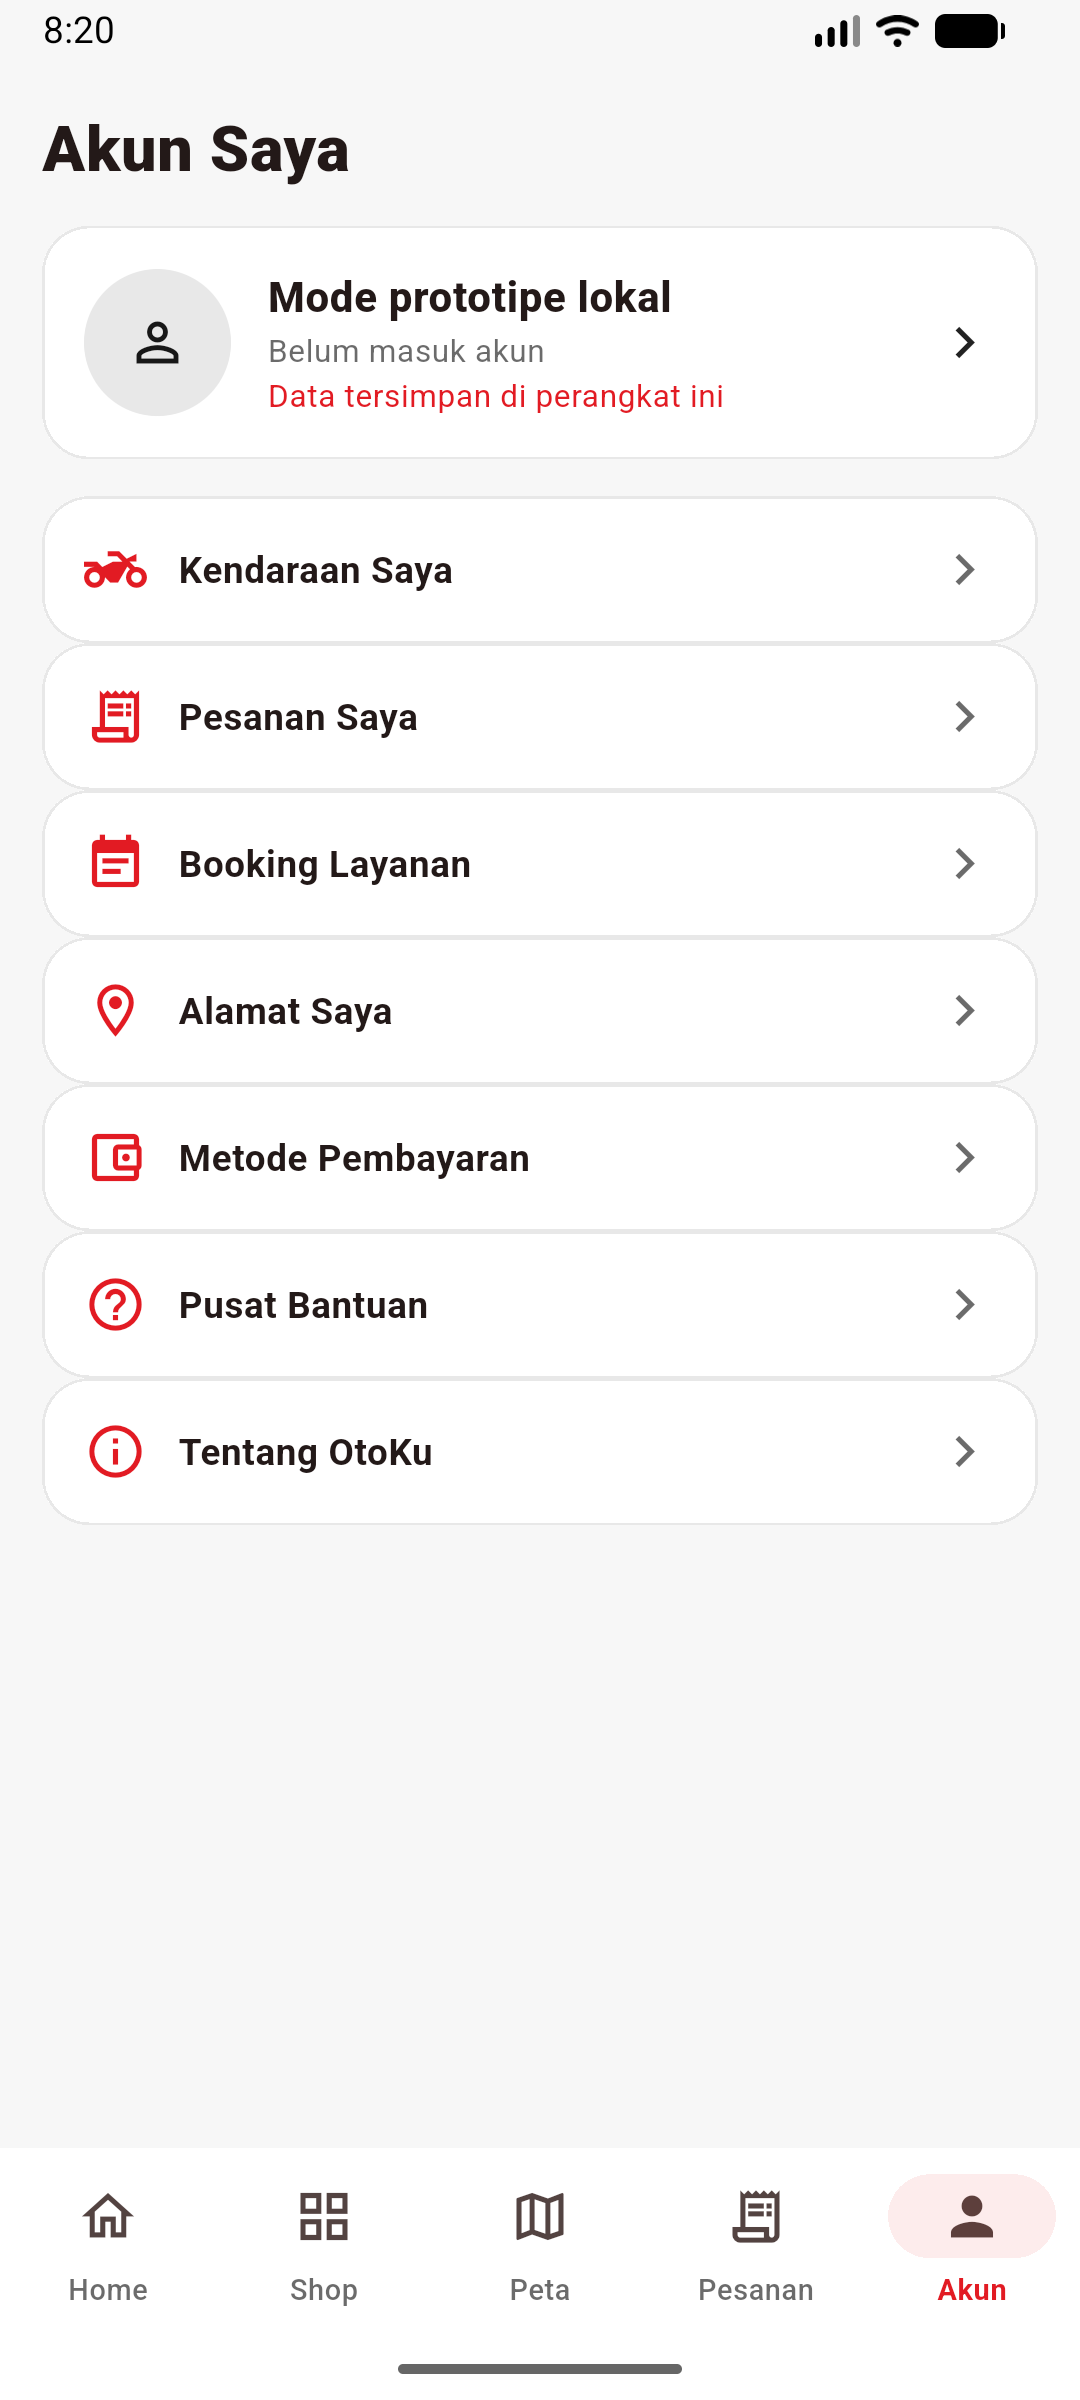 8:20
Akun Saya
Mode prototipe lokal
Belum masuk akun
Data tersimpan di perangkat ini
Kendaraan Saya
Pesanan Saya
Booking Layanan
Alamat Saya
Metode Pembayaran
Pusat Bantuan
Tentang OtoKu
Home
Shop
Peta
Pesanan
Akun